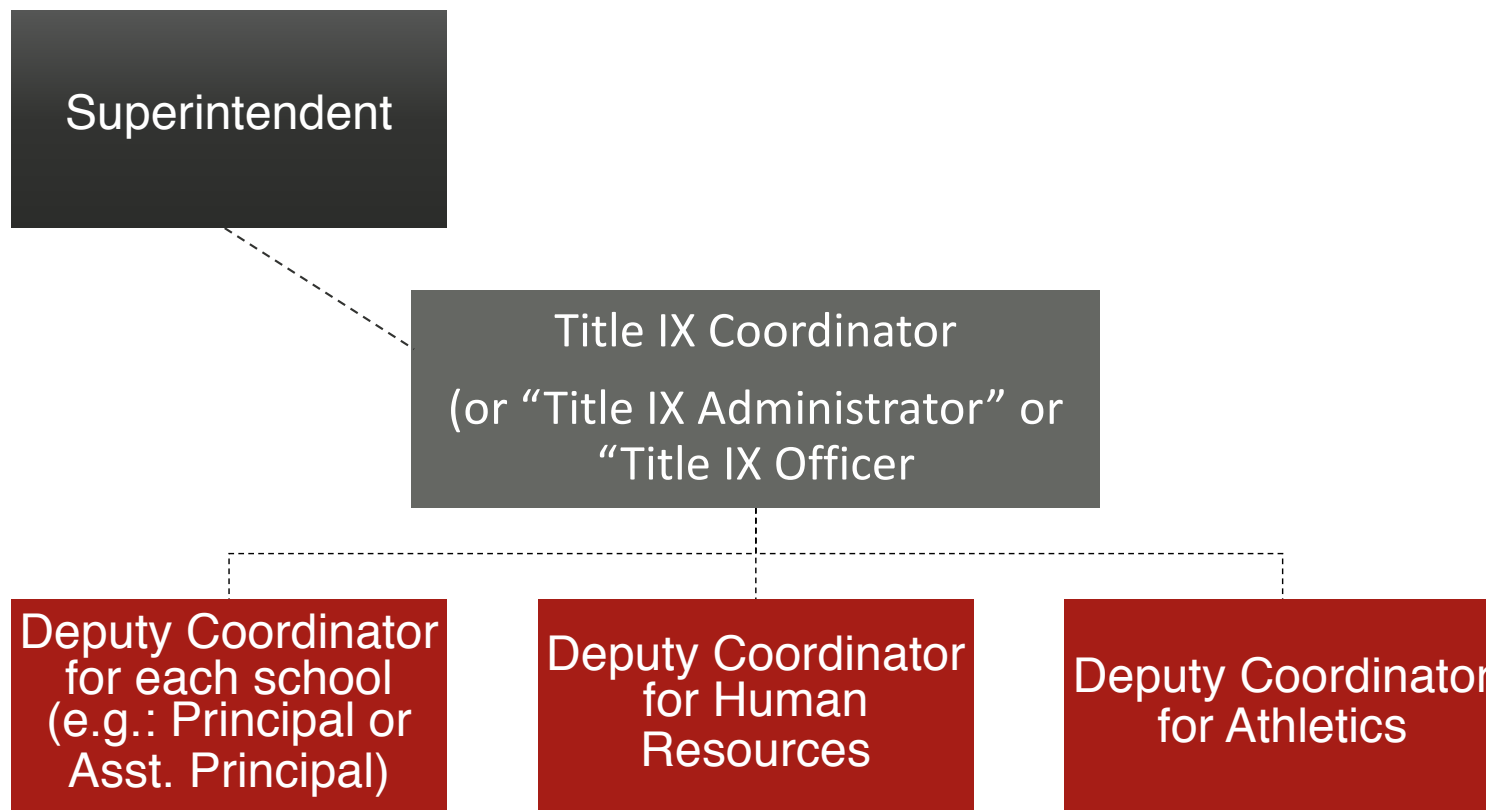 Superintendent
Title IX Coordinator
(or “Title IX Administrator” or
“Title IX Officer
Deputy Coordinator
for each school
(e.g.: Principal or
Asst. Principal)
Deputy Coordinator
for Human
Resources
Deputy Coordinator
for Athletics